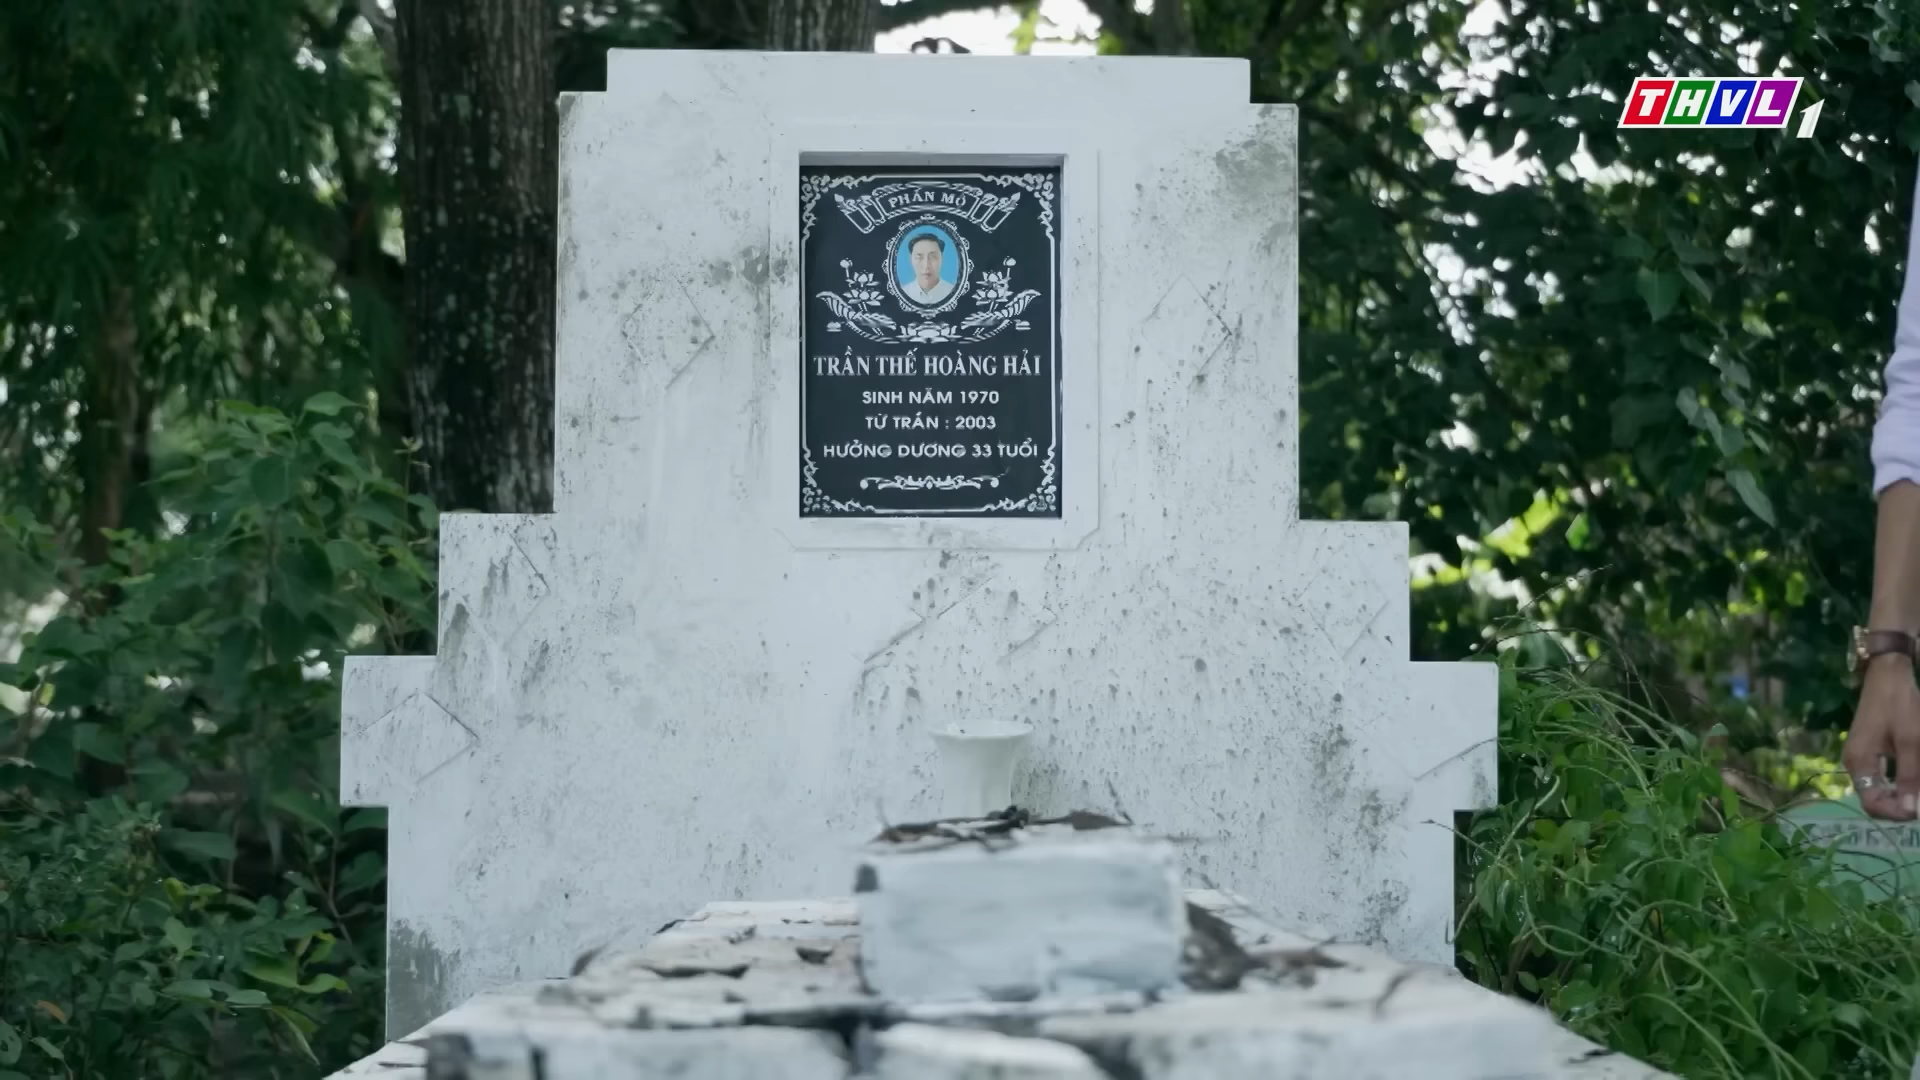 THVL1
PHẦN MỘ
TRẦN THẾ HOÀNG HẢI
SINH NĂM 1970
TỪ TRẦN : 2003
HƯỞNG DƯƠNG 33 TUỔI